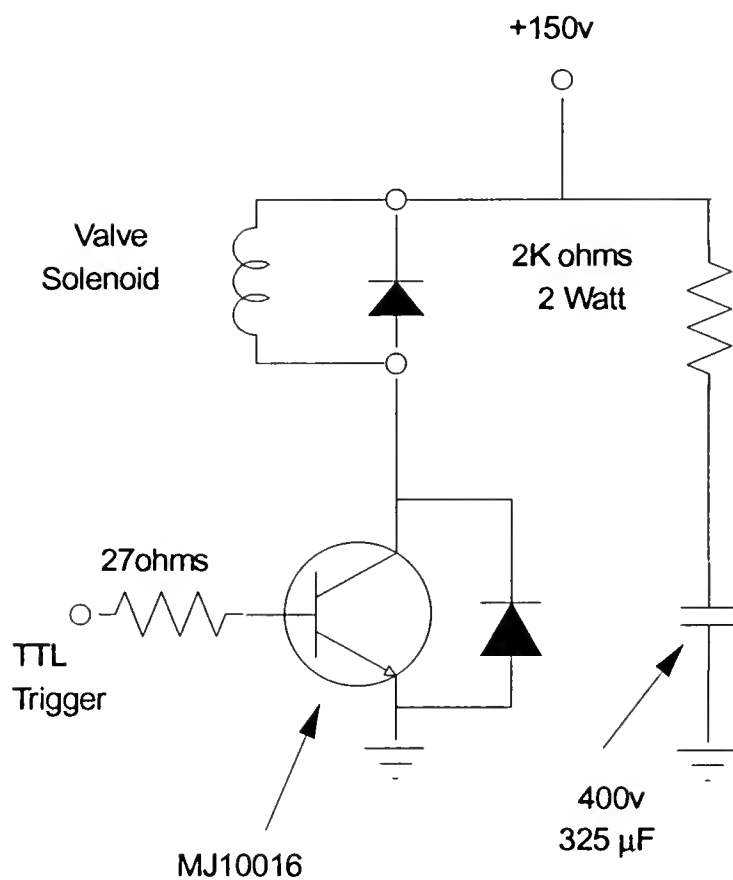 +150v
Valve
Solenoid
2K ohms
2 Watt
27ohms
TTL
Trigger
MJ10016
400v
325 μF